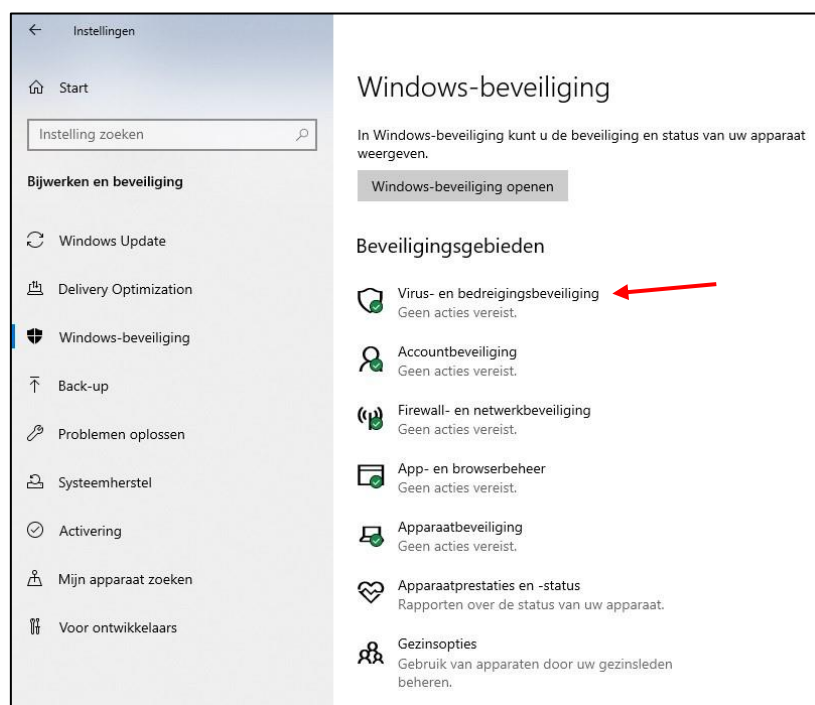 Instellingen
Start
Instelling zoeken
Bijwerken en beveiliging
Windows Update
Delivery Optimization
Windows-beveiliging
Back-up
Problemen oplossen
Systeemherstel
Activering
Mijn apparaat zoeken
Voor ontwikkelaars
Windows-beveiliging
In Windows-beveiliging kunt u de beveiliging en status van uw apparaat
weergeven.
Windows-beveiliging openen
Beveiligingsgebieden
Virus- en bedreigingsbeveiliging
Geen acties vereist.
Accountbeveiliging
Geen acties vereist.
Firewall- en netwerkbeveiliging
Geen acties vereist.
App- en browserbeheer
Geen acties vereist.
Apparaatbeveiliging
Geen acties vereist.
Apparaatprestaties en -status
Rapporten over de status van uw apparaat.
Gezinsopties
Gebruik van apparaten door uw gezinsleden
beheren.